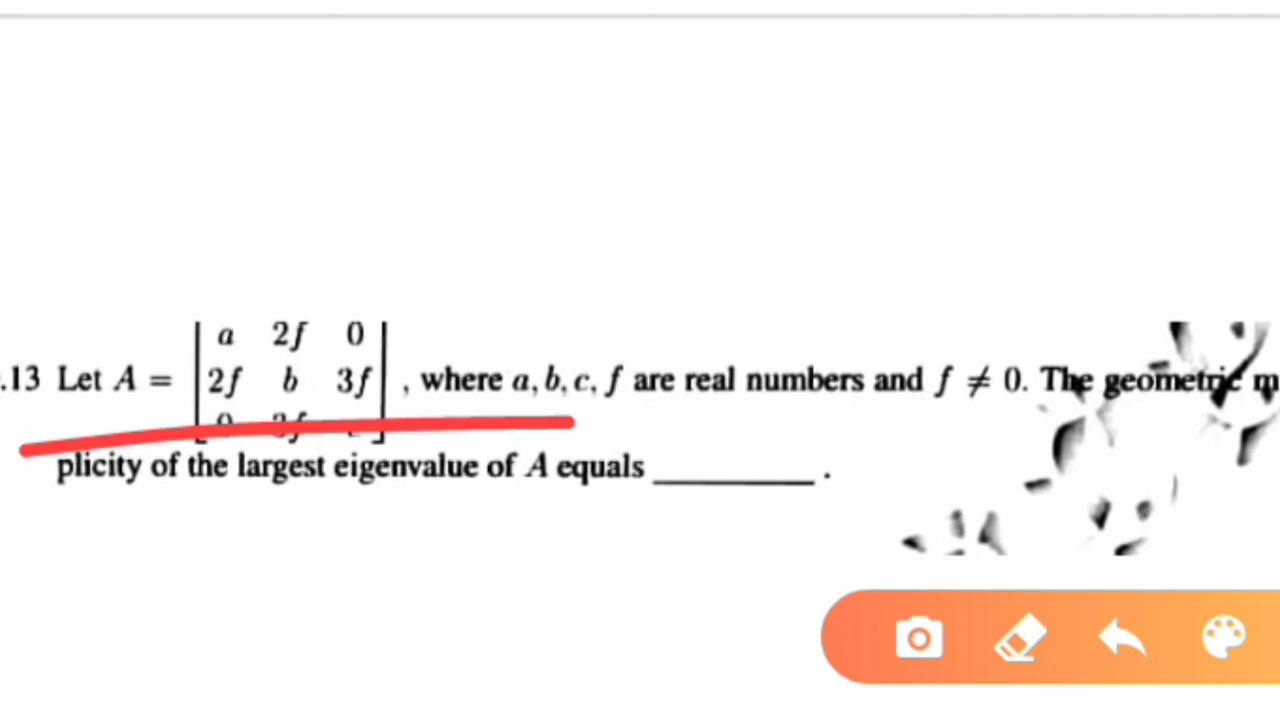 a 2f 0
.13 Let A = 2f b 3f , where a, b, c, f are real numbers and f ≠ 0. The geometric m
plicity of the largest eigenvalue of A equals ________ .